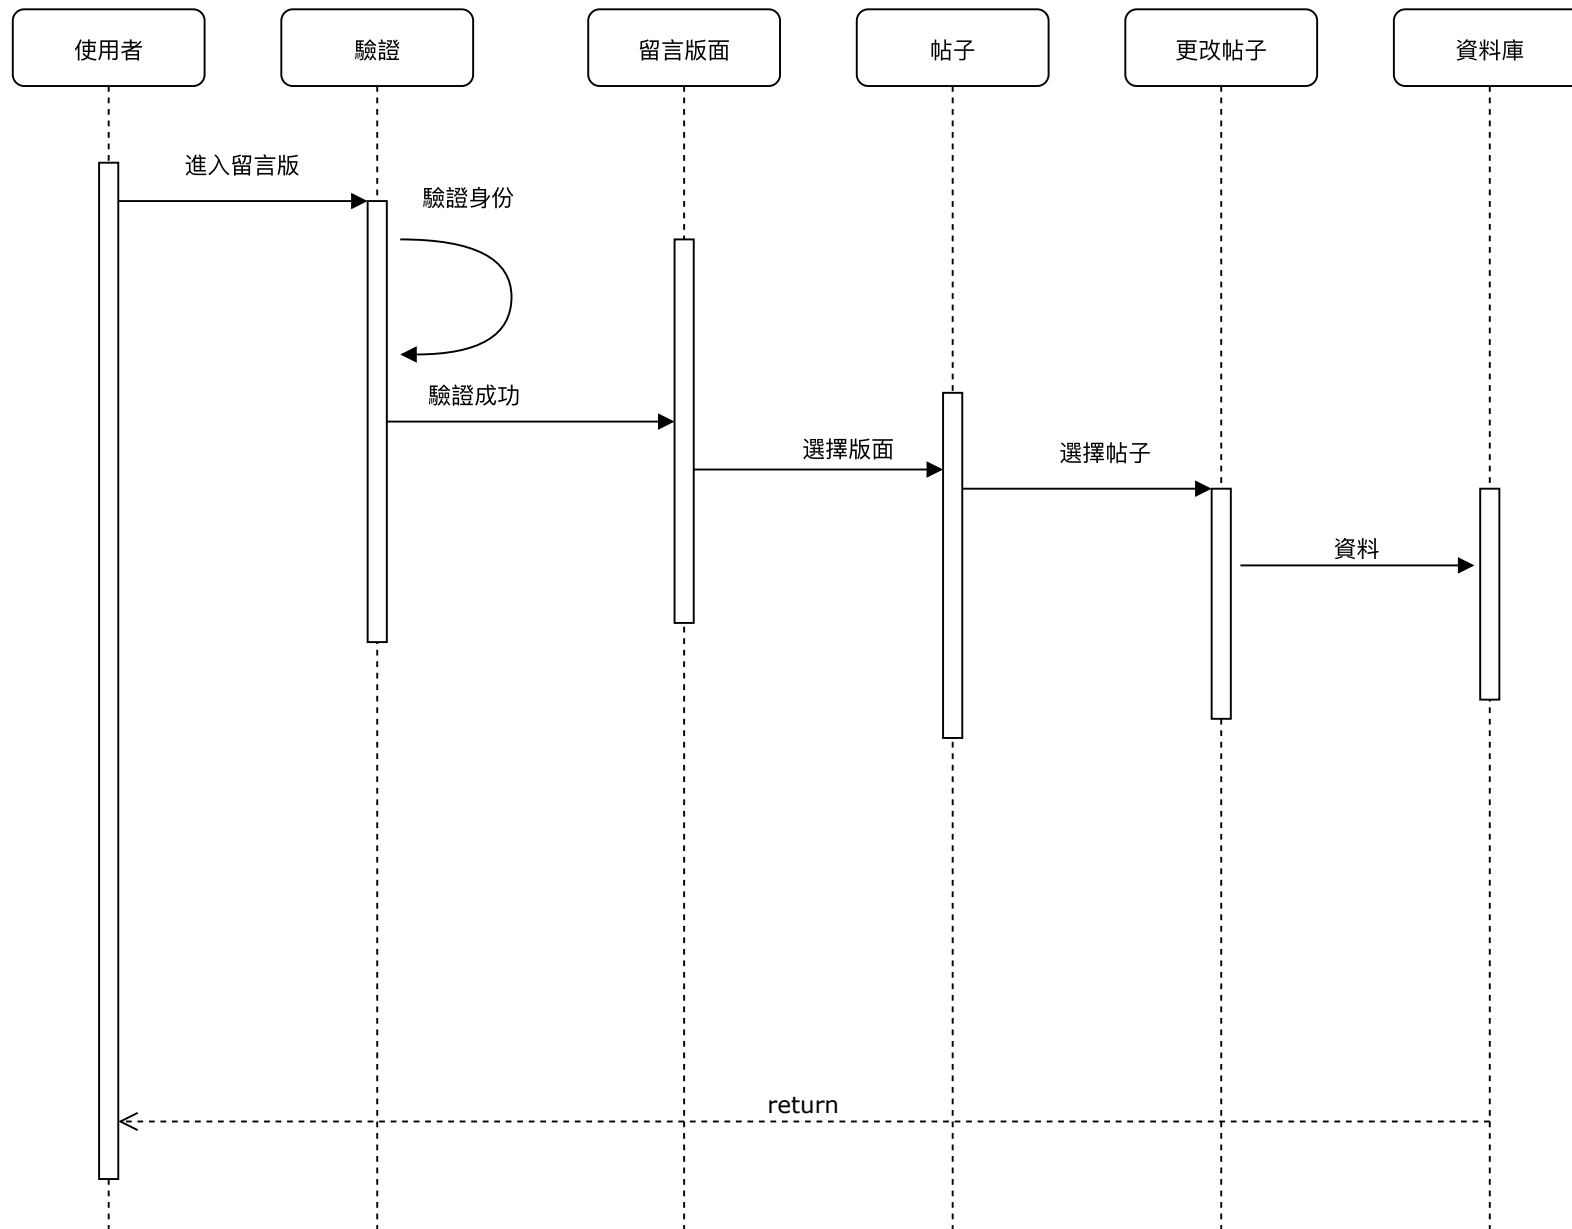 使用者
驗證
留言版面
帖子
更改帖子
資料庫
進入留言版
驗證身份
驗證成功
選擇版面
選擇帖子
資料
return